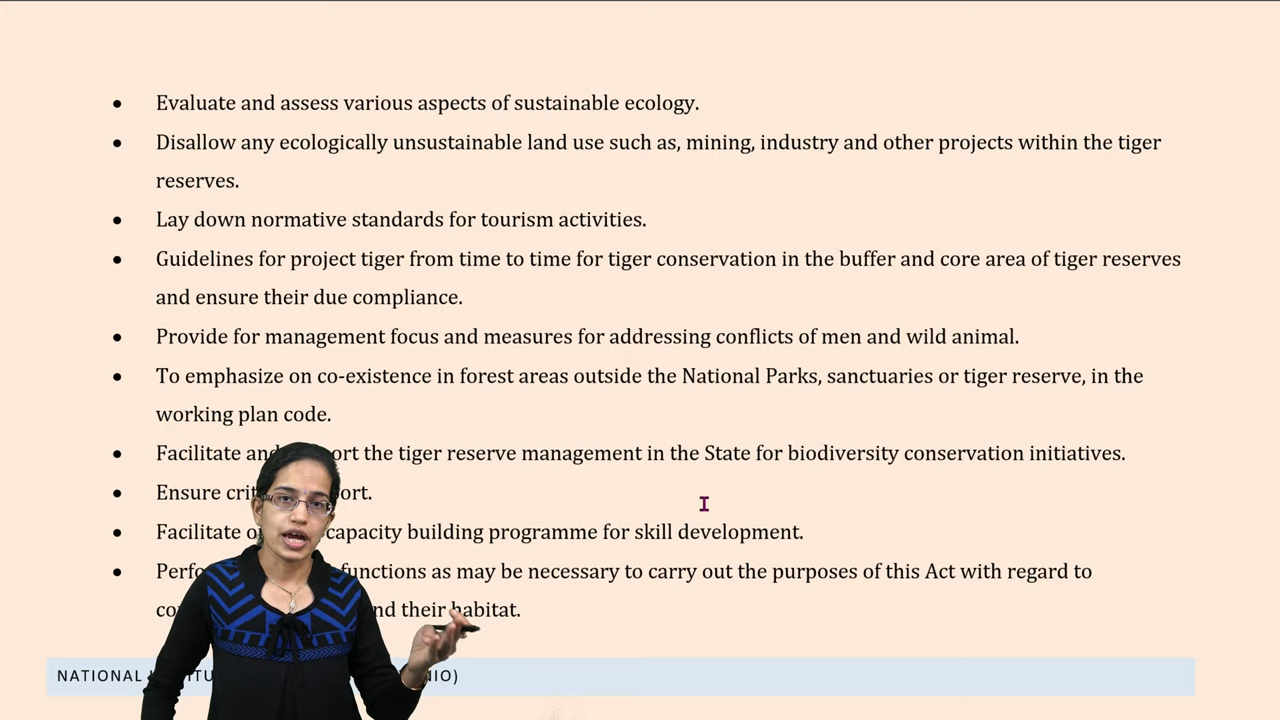 • Evaluate and assess various aspects of sustainable ecology.
• Disallow any ecologically unsustainable land use such as, mining, industry and other projects within the tiger
reserves.
• Lay down normative standards for tourism activities.
• Guidelines for project tiger from time to time for tiger conservation in the buffer and core area of tiger reserves
and ensure their due compliance.
• Provide for management focus and measures for addressing conflicts of men and wild animal.
• To emphasize on co-existence in forest areas outside the National Parks, sanctuaries or tiger reserve, in the
working plan code.
• Facilitate and ort the tiger reserve management in the State for biodiversity conservation initiatives.
• Ensure ort.
• Facilitate capacity building programme for skill development.
• functions as may be necessary to carry out the purposes of this Act with regard to
their habitat.
NATIONAL NIO)